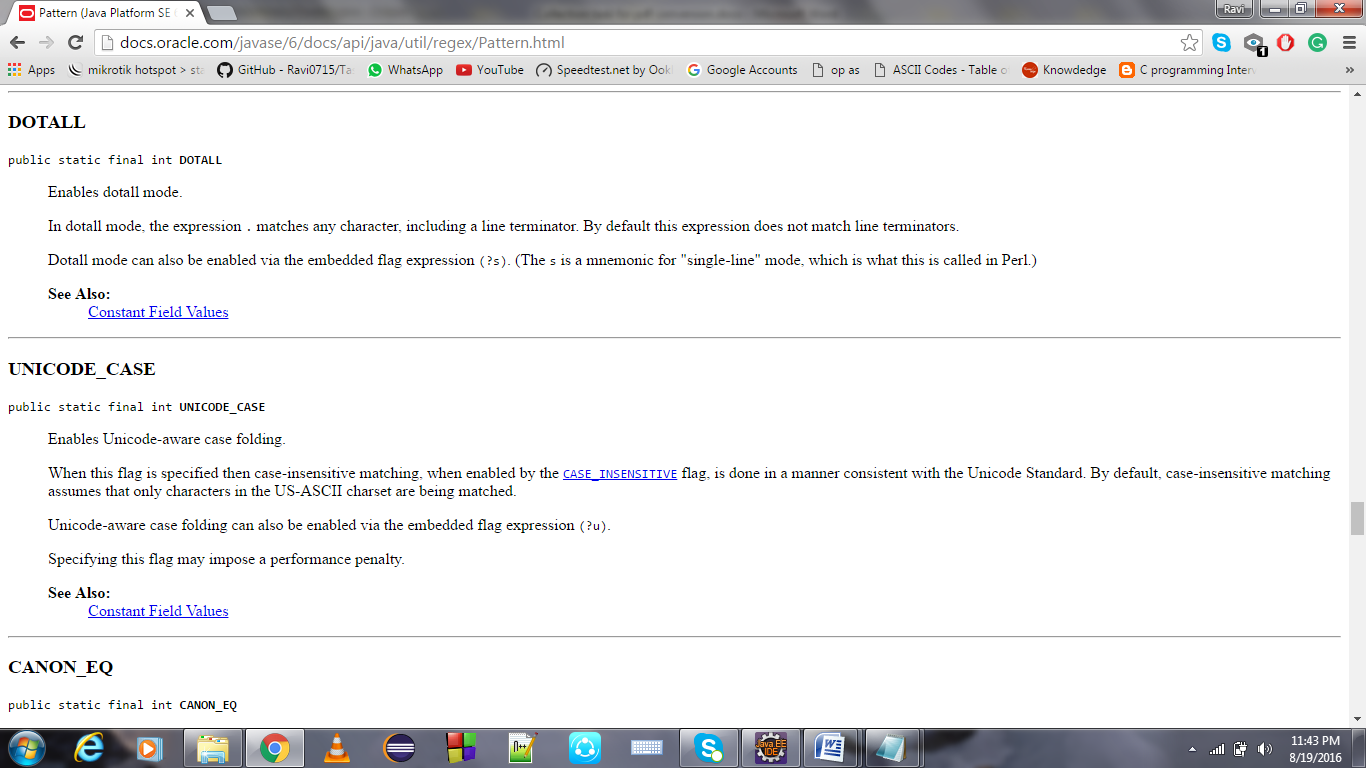 Pattern (Java Platform SE
Ravi
docs.oracle.com/javase/6/docs/api/java/util/regex/Pattern.html
1
Apps
mikrotik hotspot > sta
GitHub - Ravi0715/Ta
WhatsApp
YouTube
Speedtest.net by Ook
Google Accounts
op as
ASCII Codes - Table o
Knowdedge
C programming Inter
»
DOTALL
public static final int DOTALL
Enables dotall mode.
In dotall mode, the expression . matches any character, including a line terminator. By default this expression does not match line terminators.
Dotall mode can also be enabled via the embedded flag expression (?s). (The s is a mnemonic for "single-line" mode, which is what this is called in Perl.)
See Also:
Constant Field Values
UNICODE_CASE
public static final int UNICODE_CASE
Enables Unicode-aware case folding.
When this flag is specified then case-insensitive matching, when enabled by the CASE_INSENSITIVE flag, is done in a manner consistent with the Unicode Standard. By default, case-insensitive matching
assumes that only characters in the US-ASCII charset are being matched.
Unicode-aware case folding can also be enabled via the embedded flag expression (?u).
Specifying this flag may impose a performance penalty.
See Also:
Constant Field Values
CANON_EQ
public static final int CANON_EQ
Java EE
IDE
11:43 PM
8/19/2016